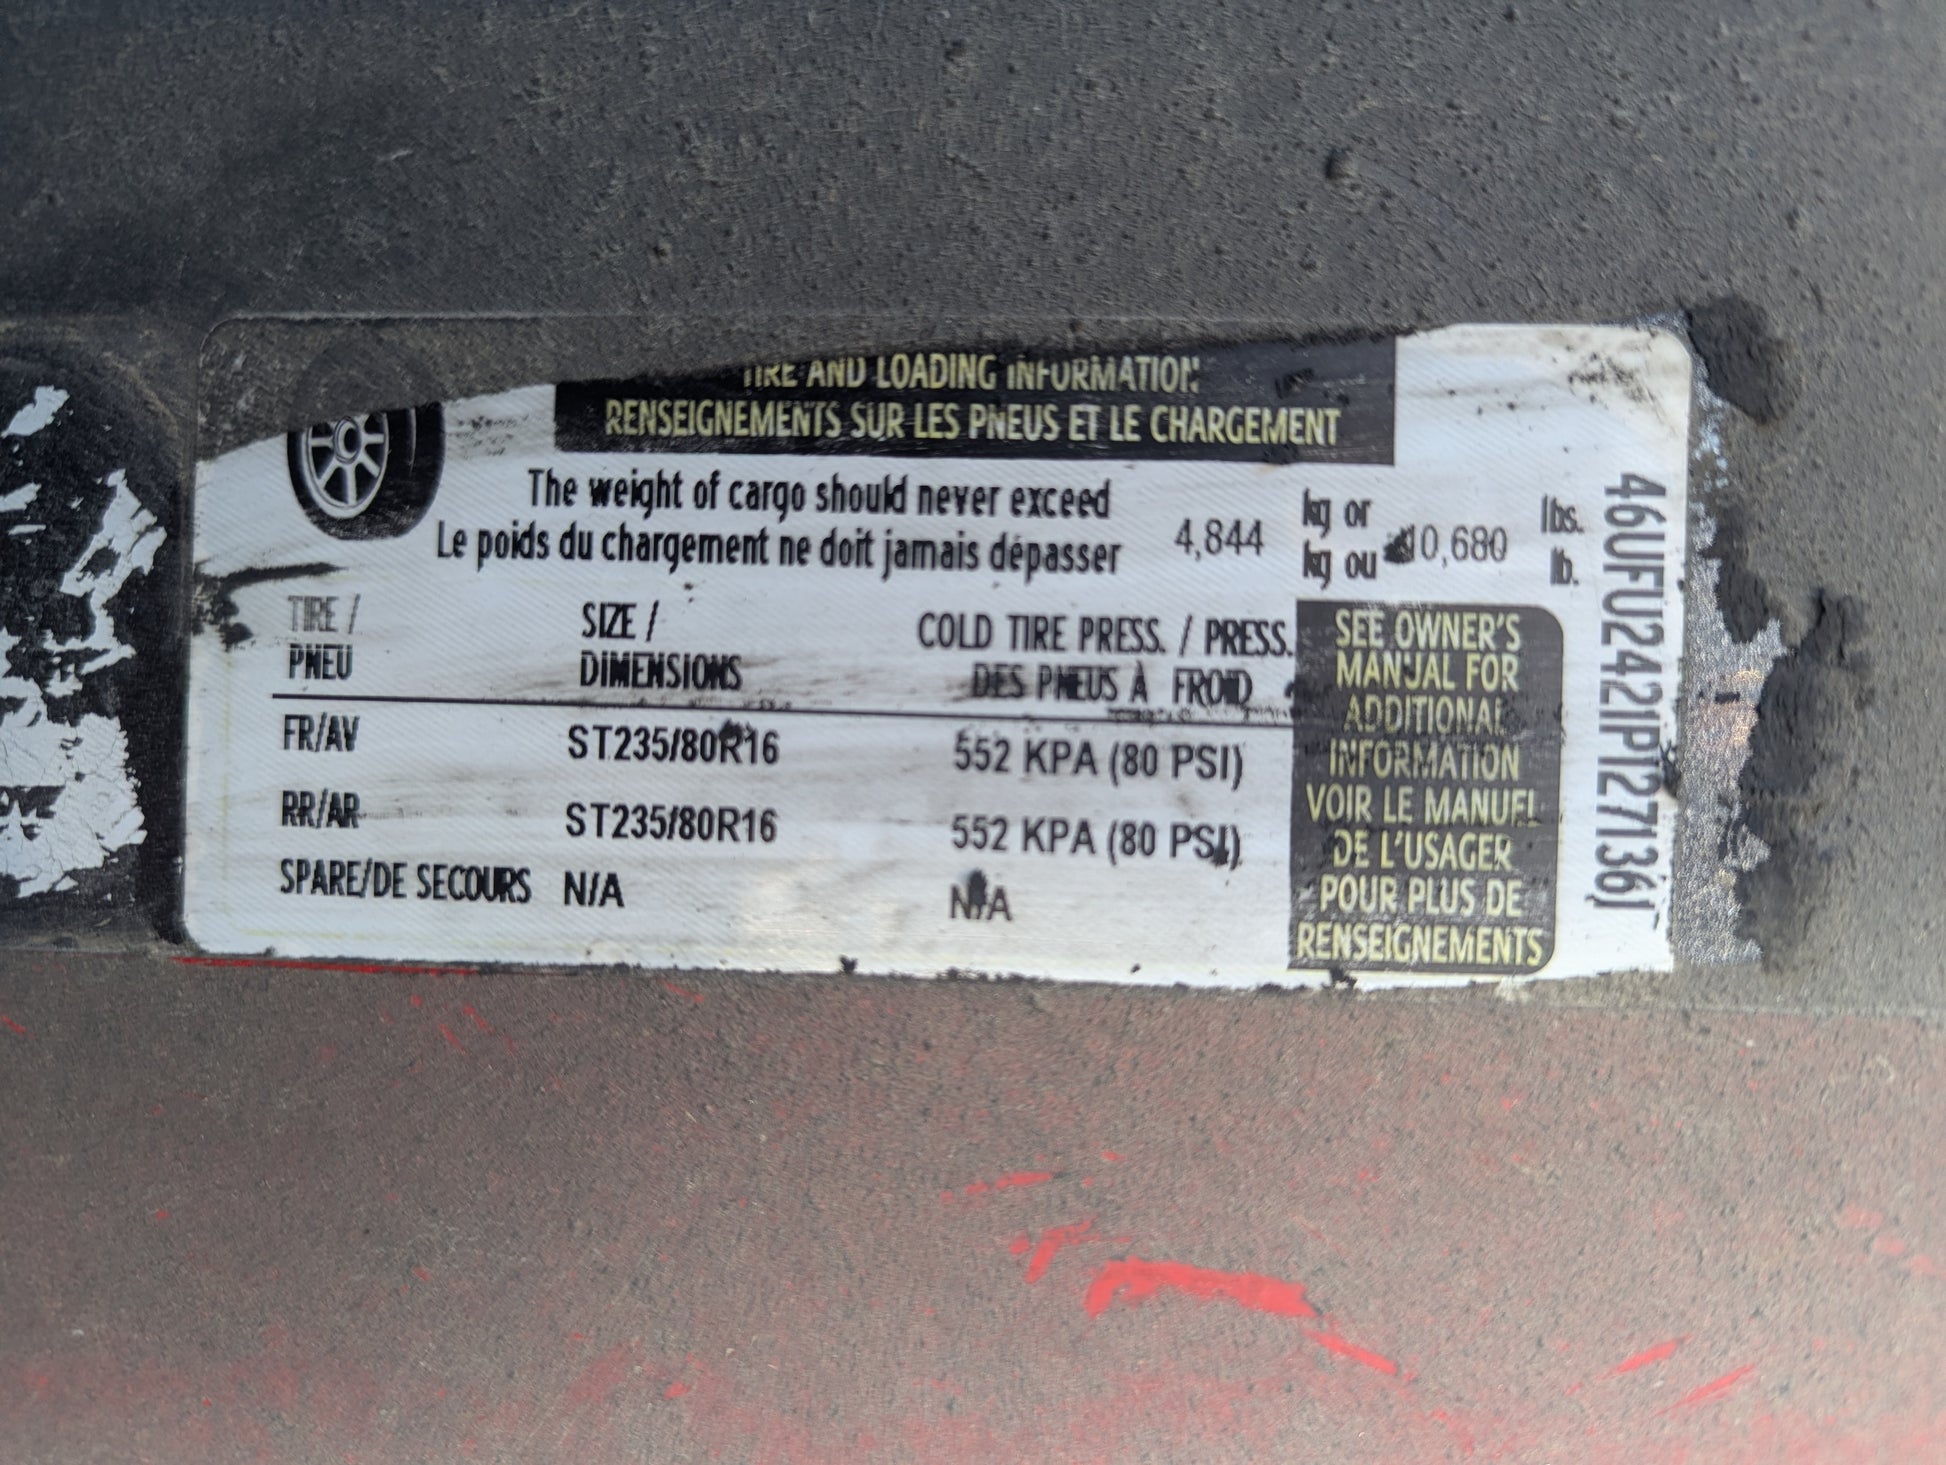 TIRE AND LOADING INFORMATION
RENSEIGNEMENTS SUR LES PNEUS ET LE CHARGEMENT
The weight of cargo should never exceed
Le poids du chargement ne doit jamais dépasser
4,844
kg or
kg ou
10,680
lbs.
lb.
TIRE /
PNEU
SIZE /
DIMENSIONS
COLD TIRE PRESS. / PRESS.
DES PNEUS À FROID
FR/AV ST235/80R16 552 KPA (80 PSI)
RR/AR ST235/80R16 552 KPA (80 PSI)
SPARE/DE SECOURS N/A N/A
SEE OWNER'S
MANUAL FOR
ADDITIONAL
INFORMATION
VOIR LE MANUEL
DE L'USAGER
POUR PLUS DE
RENSEIGNEMENTS